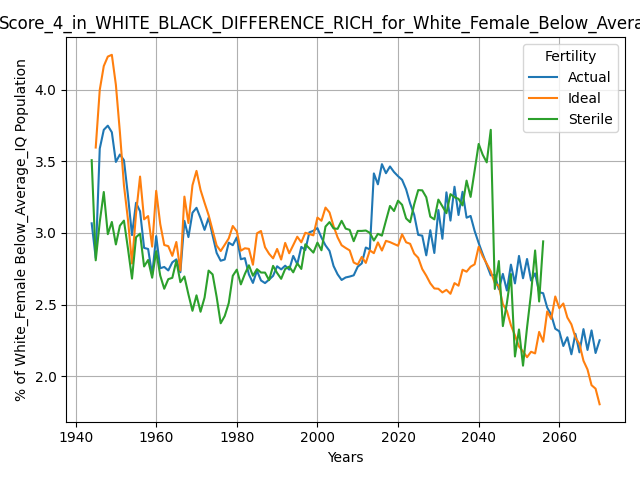 Score_4_in_WHITE_BLACK_DIFFERENCE_RICH_for_White_Female_Below_Avera
% of White_Female Below_Average_IQ Population
4.0
3.5
3.0
2.5
2.0
Fertility
Actual
Ideal
Sterile
1940 1960 1980 2000 2020 2040 2060
Years